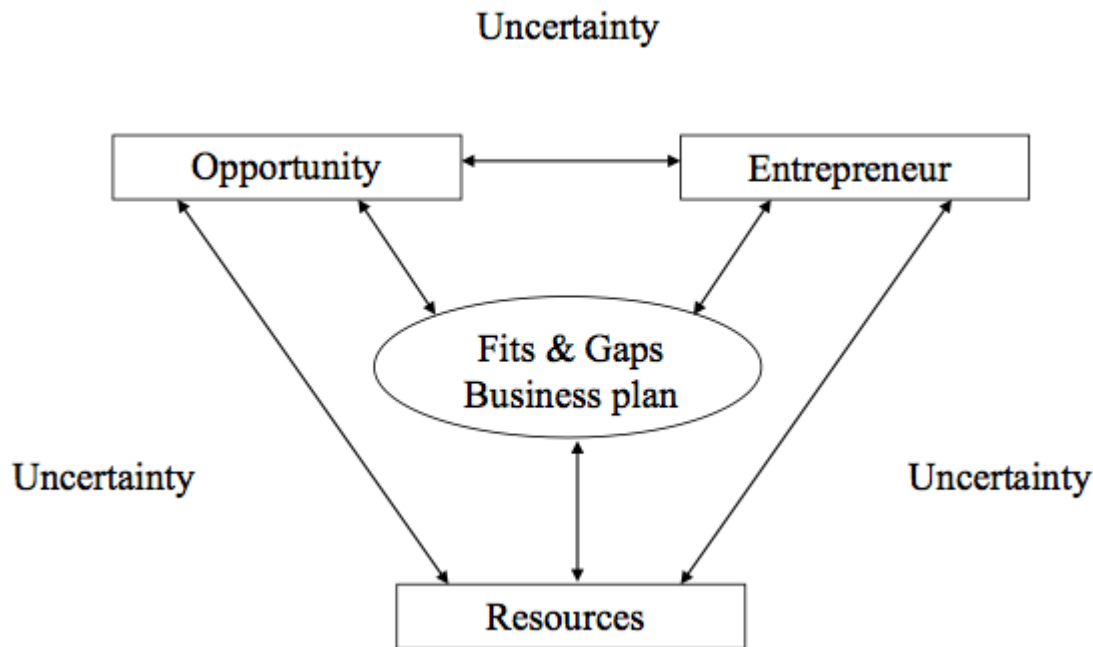 Uncertainty
Opportunity
Entrepreneur
Fits & Gaps
Business plan
Uncertainty
Uncertainty
Resources